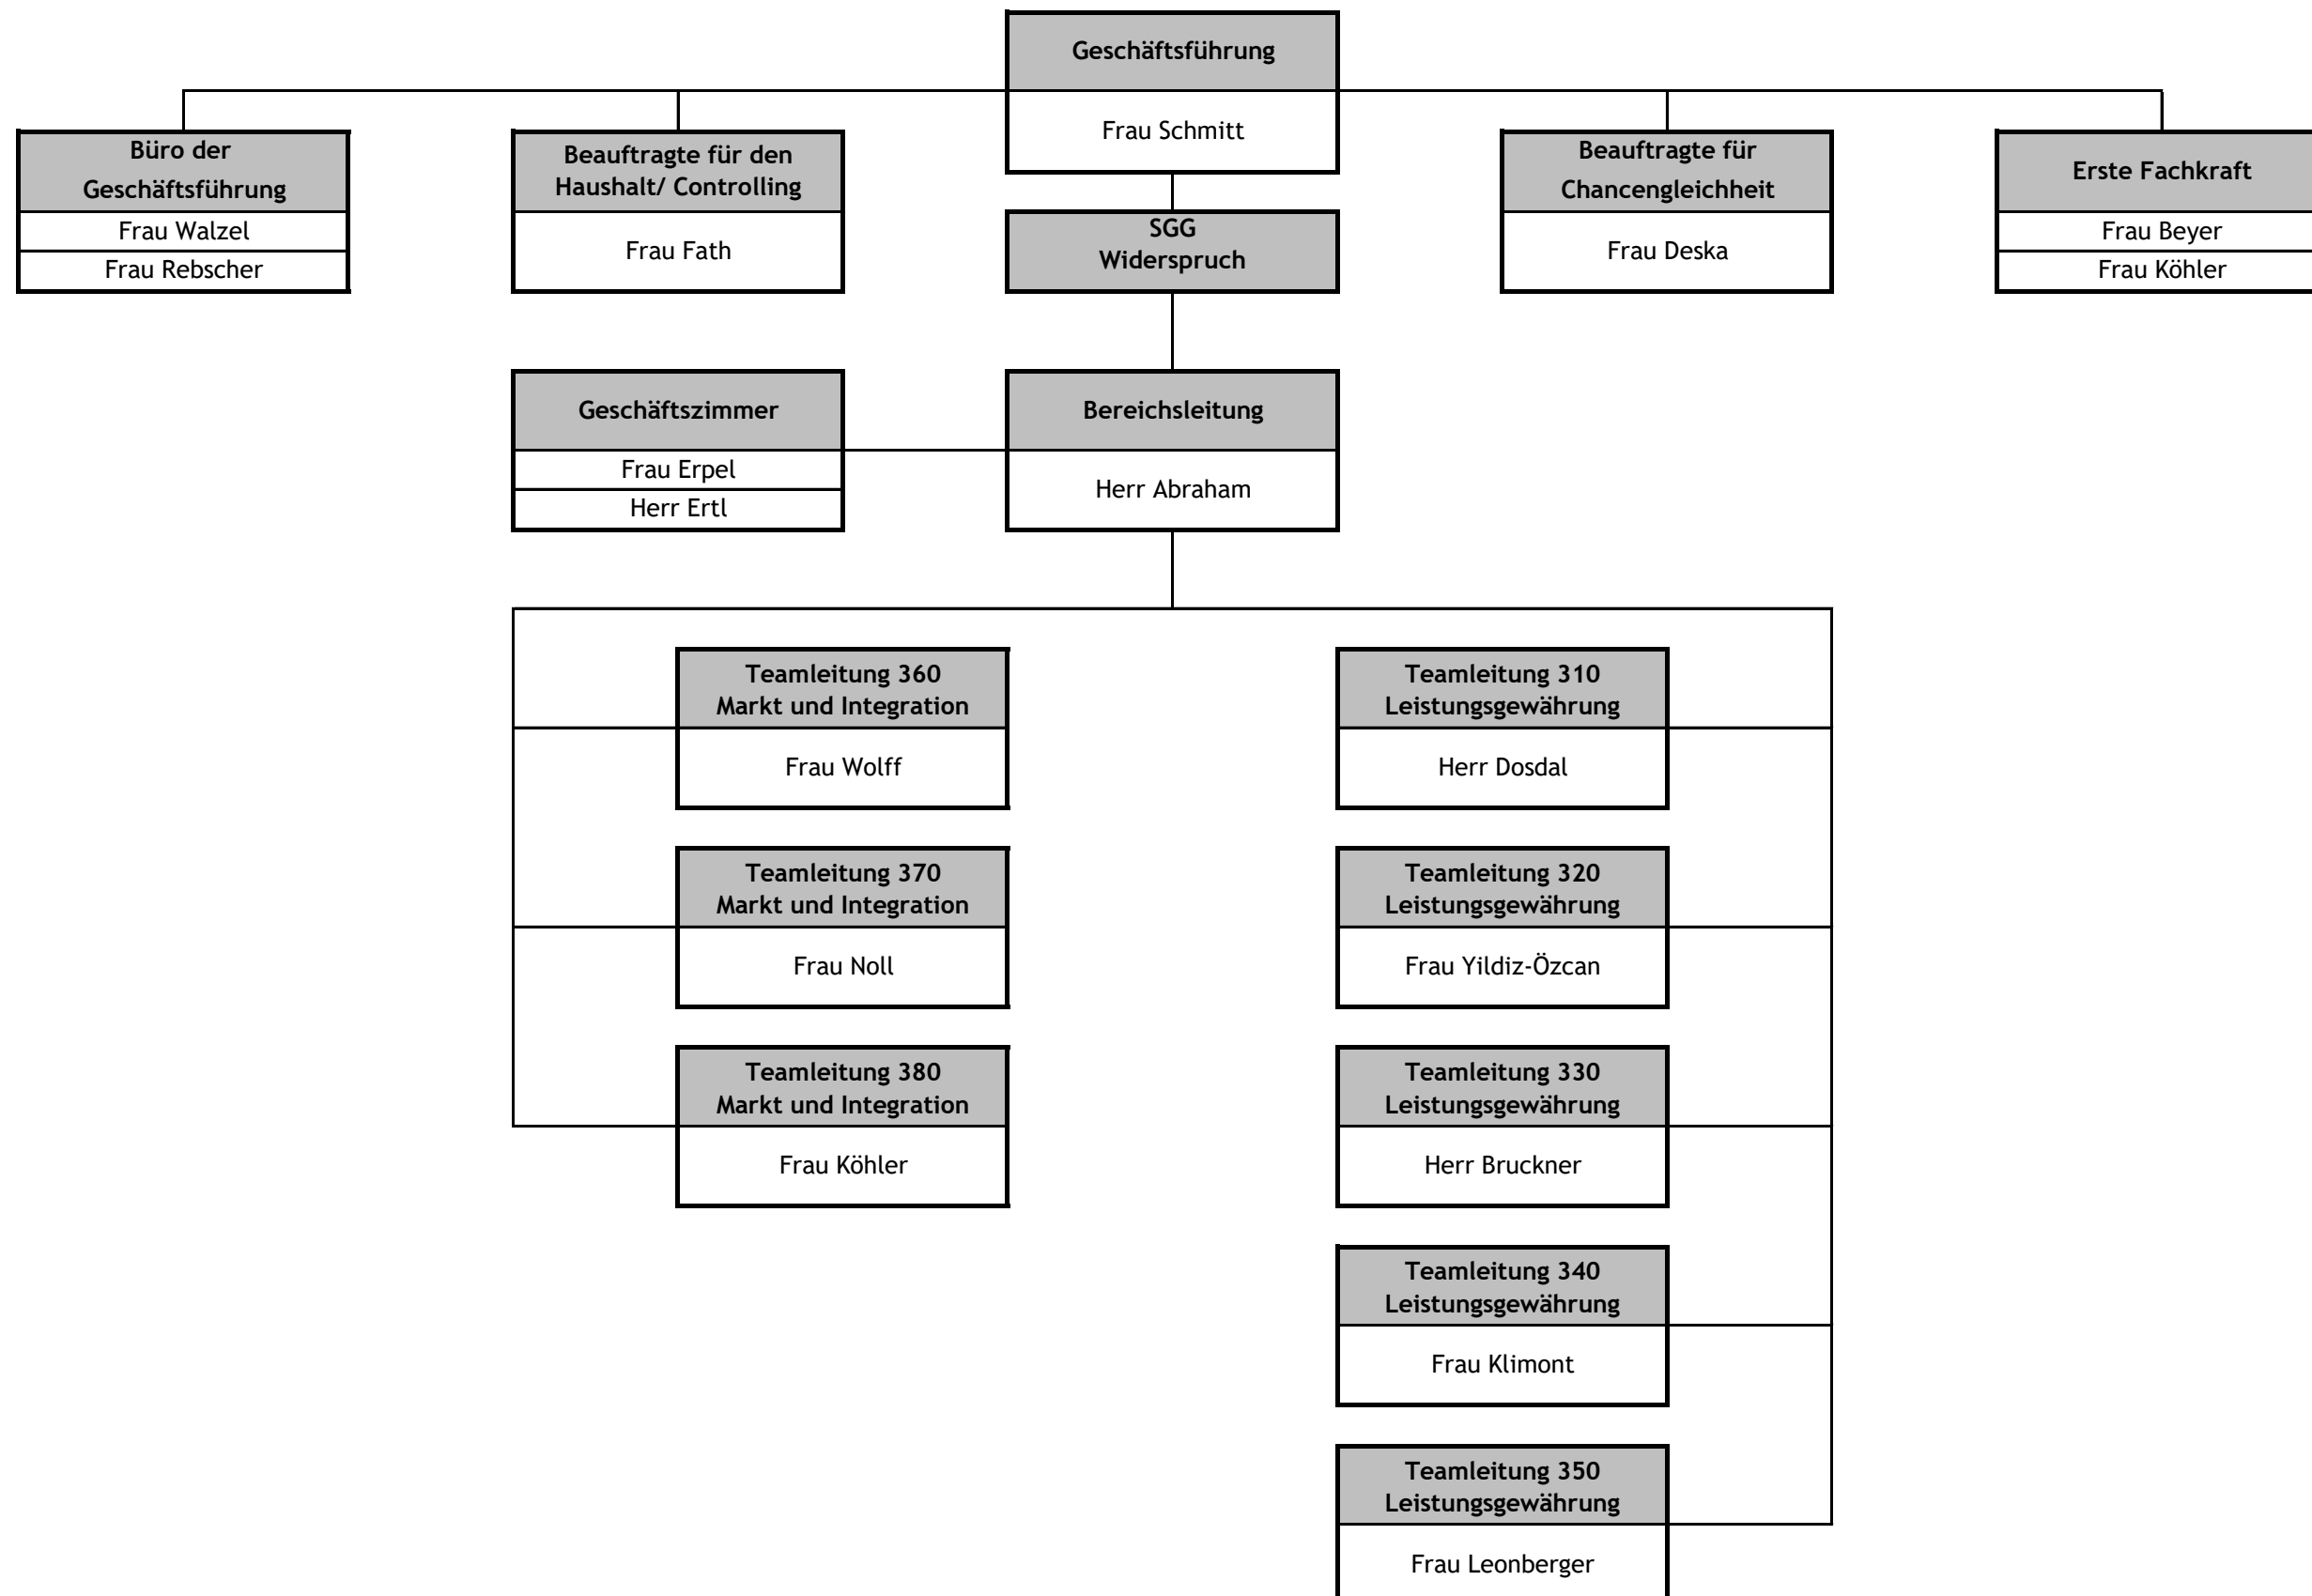 Geschäftsführung
Frau Schmitt
Büro der
Geschäftsführung
Frau Walzel
Frau Rebscher
Beauftragte für den
Haushalt/ Controlling
Frau Fath
SGG
Widerspruch
Beauftragte für
Chancengleichheit
Frau Deska
Erste Fachkraft
Frau Beyer
Frau Köhler
Geschäftszimmer
Frau Erpel
Herr Ertl
Bereichsleitung
Herr Abraham
Teamleitung 360
Markt und Integration
Frau Wolff
Teamleitung 370
Markt und Integration
Frau Noll
Teamleitung 380
Markt und Integration
Frau Köhler
Teamleitung 310
Leistungsgewährung
Herr Dosdal
Teamleitung 320
Leistungsgewährung
Frau Yildiz-Özcan
Teamleitung 330
Leistungsgewährung
Herr Bruckner
Teamleitung 340
Leistungsgewährung
Frau Klimont
Teamleitung 350
Leistungsgewährung
Frau Leonberger